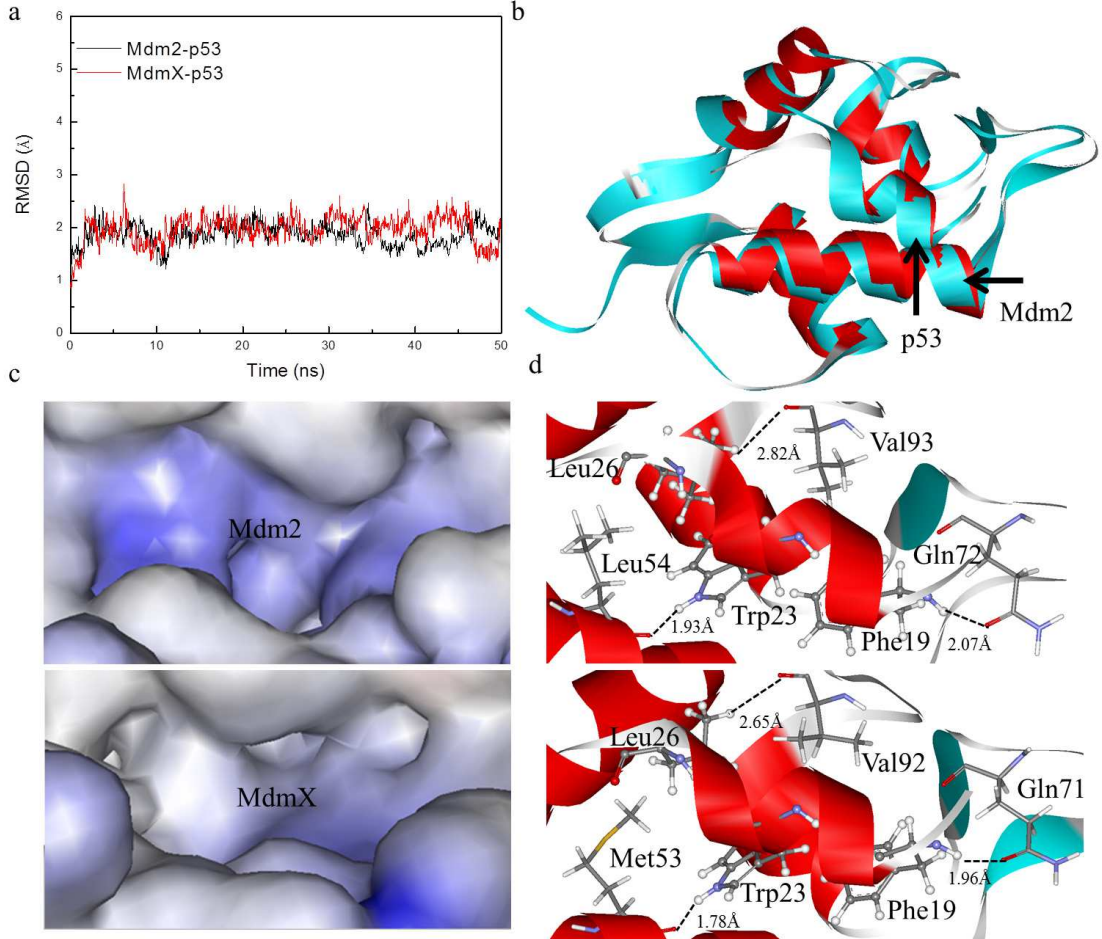 a
6
5
4
3
2
1
0
RMSD (Å)
Mdm2-p53
MdmX-p53
0 10 20 30 40 50
Time (ns)
b
p53
Mdm2
c
Mdm2
MdmX
d
2.82Å
Val93
Leu26
Gln72
Leu54
1.93Å
Trp23
Phe19
2.07Å
2.65Å
Leu26
Val92
Gln71
Met53
Trp23
1.96Å
Phe19
1.78Å